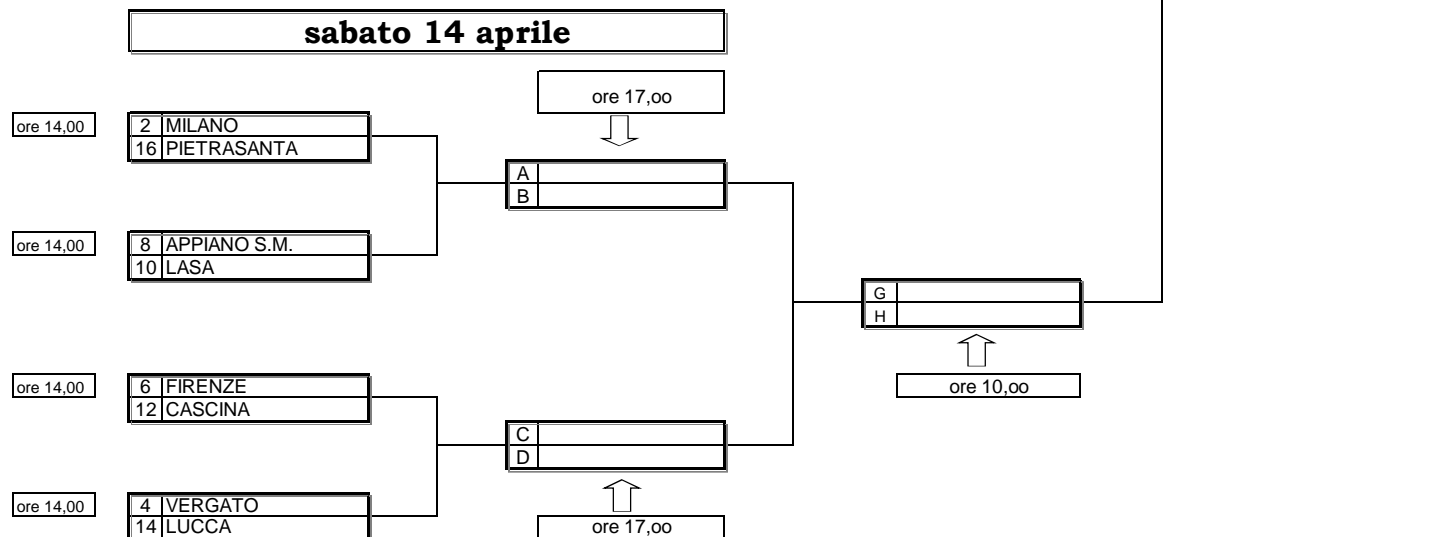 sabato 14 aprile
ore 17,oo
ore 14,00
2 MILANO
16 PIETRASANTA
A
B
ore 14,00
8 APPIANO S.M.
10 LASA
G
H
ore 14,00
6 FIRENZE
12 CASCINA
ore 10,oo
C
D
ore 14,00
4 VERGATO
14 LUCCA
ore 17,oo